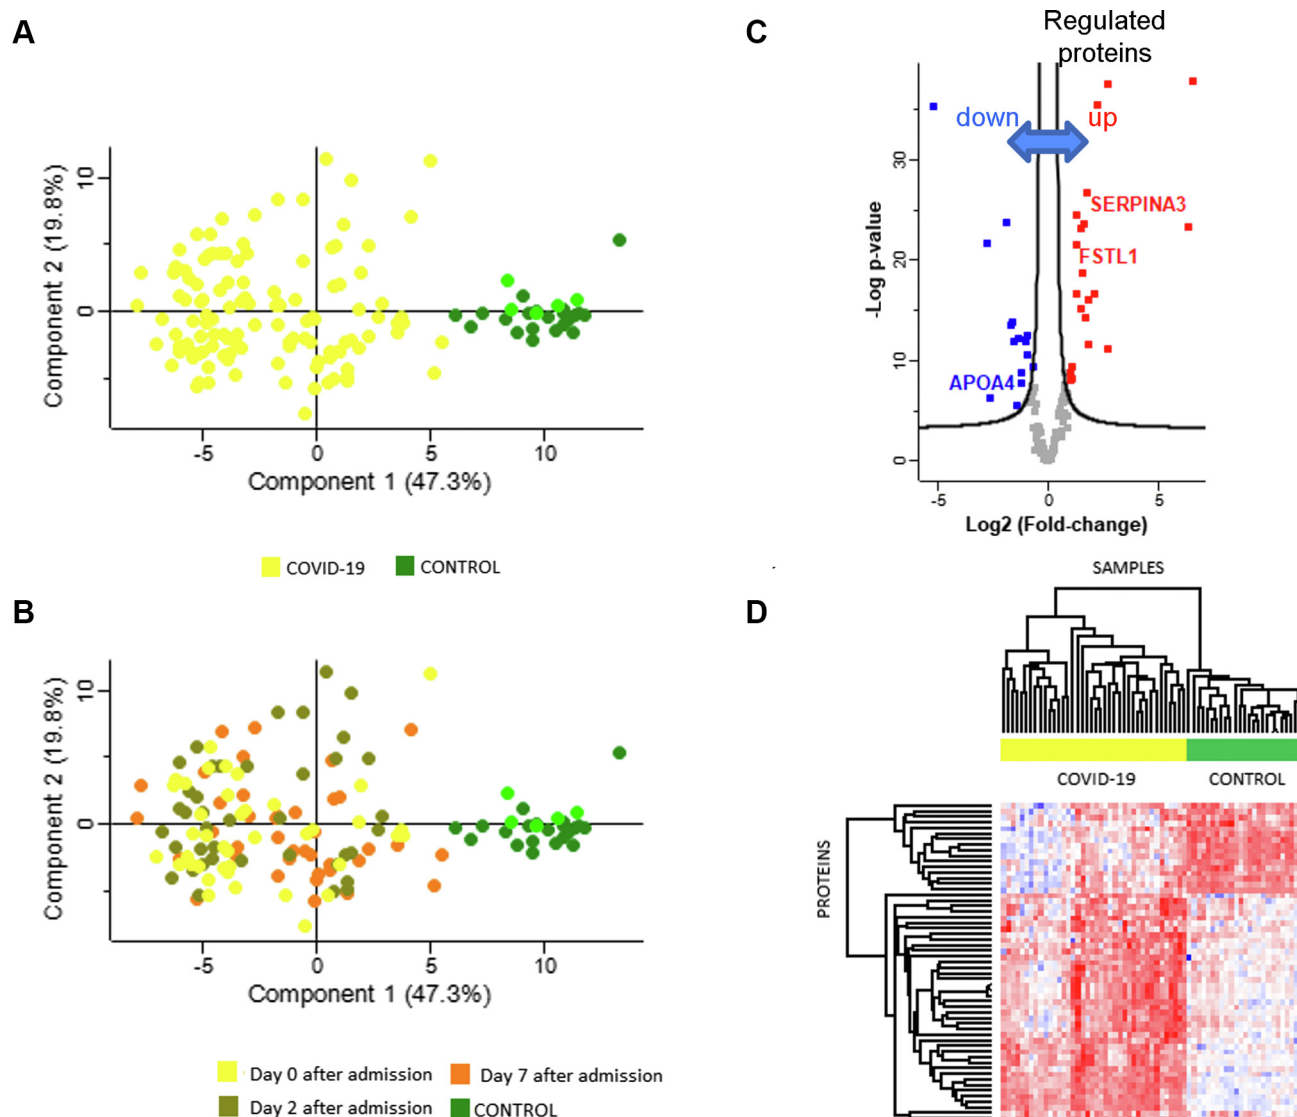 A
Component 2 (19.8%)
10
0
-5
0
5
10
Component 1 (47.3%)
COVID-19
CONTROL
B
Component 2 (19.8%)
10
0
-5
0
5
10
Component 1 (47.3%)
Day 0 after admission
Day 7 after admission
Day 2 after admission
CONTROL
C
Regulated
proteins
down
up
SERPINA3
FSTL1
APOA4
-Log p-value
30
20
10
0
-5
0
5
Log2 (Fold-change)
D
SAMPLES
COVID-19
CONTROL
PROTEINS